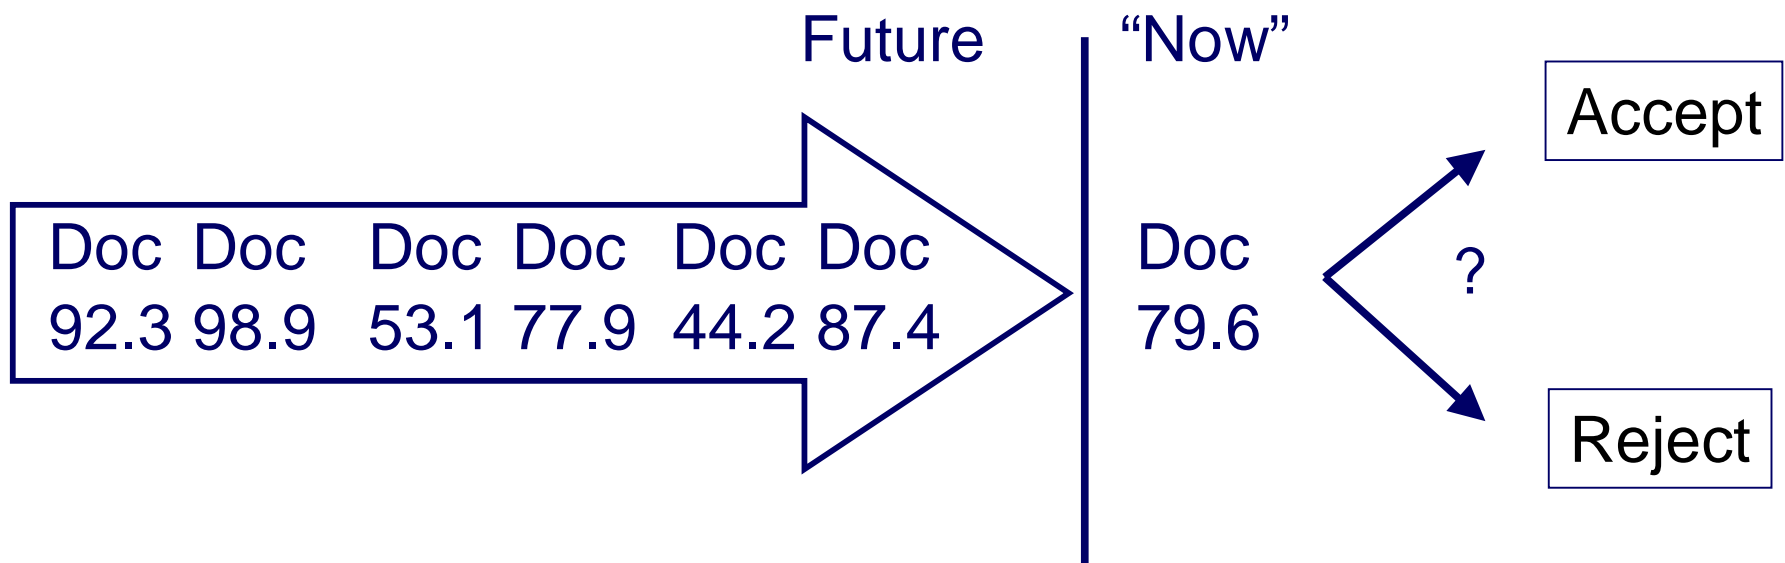 Future “Now”
Accept
Doc Doc Doc Doc Doc Doc Doc ?
92.3 98.9 53.1 77.9 44.2 87.4 79.6
Reject